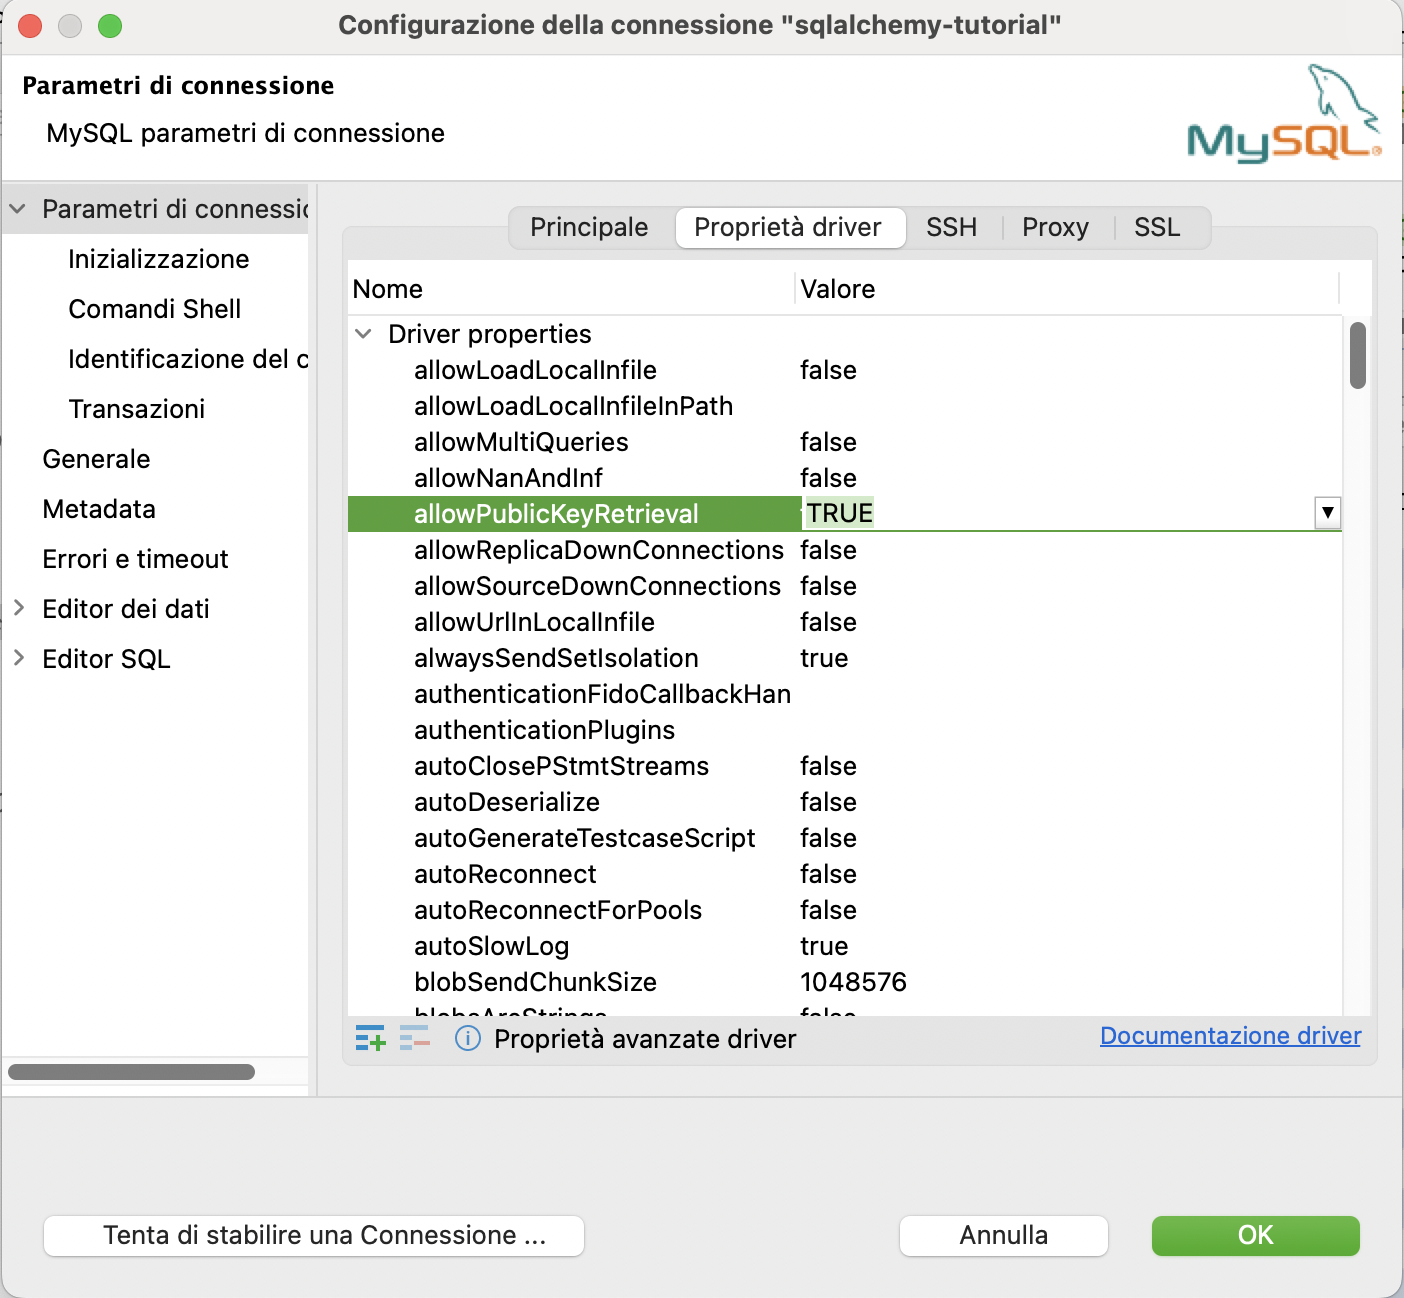 Configurazione della connessione "sqlalchemy-tutorial"
Parametri di connessione
MySQL parametri di connessione
MySQL
Parametri di connessio
Inizializzazione
Comandi Shell
Identificazione del c
Transazioni
Generale
Metadata
Errori e timeout
Editor dei dati
Editor SQL
Principale Proprietà driver SSH Proxy SSL
Nome Valore
Driver properties
allowLoadLocalInfile false
allowLoadLocalInfileInPath
allowMultiQueries false
allowNanAndInf false
allowPublicKeyRetrieval TRUE
allowReplicaDownConnections false
allowSourceDownConnections false
allowUrlInLocalInfile false
alwaysSendSetIsolation true
authenticationFidoCallbackHan
authenticationPlugins
autoClosePStmtStreams false
autoDeserialize false
autoGenerateTestcaseScript false
autoReconnect false
autoReconnectForPools false
autoSlowLog true
blobSendChunkSize 1048576
blobsAreStrings false
Proprietà avanzate driver Documentazione driver
Tenta di stabilire una Connessione ... Annulla OK